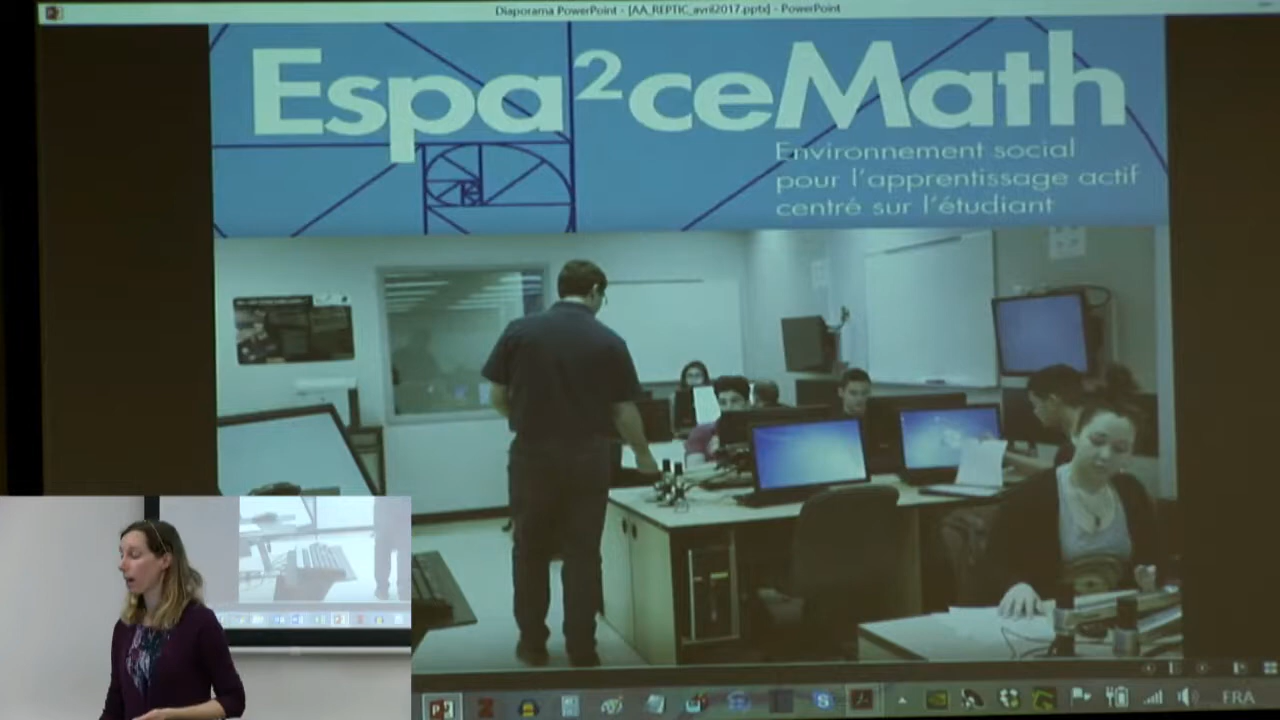 Diaporama PowerPoint - [AA_REPTIC_avril2017.pptx] - PowerPoint
Espa²ceMath
Environnement social
pour l'apprentissage actif
centré sur l'étudiant
FRA